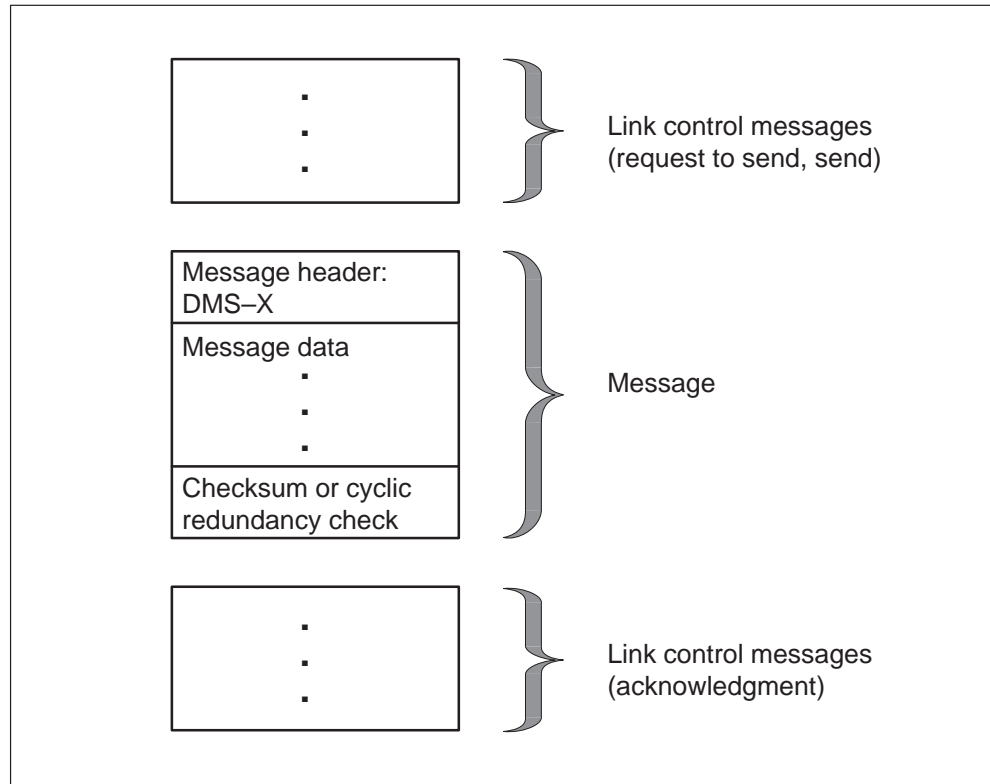 Link control messages
(request to send, send)
Message header:
DMS–X
Message data
Message
Checksum or cyclic
redundancy check
Link control messages
(acknowledgment)